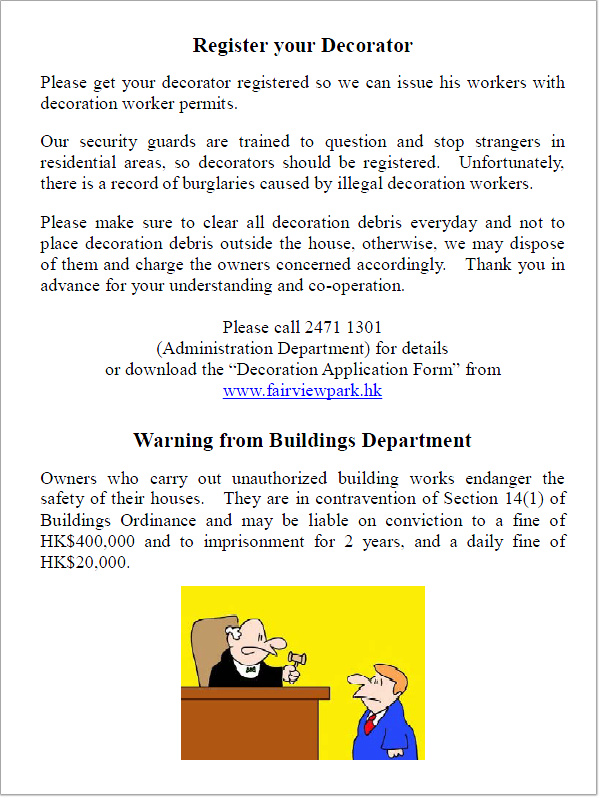 Register your Decorator
Please get your decorator registered so we can issue his workers with
decoration worker permits.
Our security guards are trained to question and stop strangers in
residential areas, so decorators should be registered. Unfortunately,
there is a record of burglaries caused by illegal decoration workers.
Please make sure to clear all decoration debris everyday and not to
place decoration debris outside the house, otherwise, we may dispose
of them and charge the owners concerned accordingly. Thank you in
advance for your understanding and co-operation.
Please call 2471 1301
(Administration Department) for details
or download the “Decoration Application Form” from
www.fairviewpark.hk
Warning from Buildings Department
Owners who carry out unauthorized building works endanger the
safety of their houses. They are in contravention of Section 14(1) of
Buildings Ordinance and may be liable on conviction to a fine of
HK$400,000 and to imprisonment for 2 years, and a daily fine of
HK$20,000.